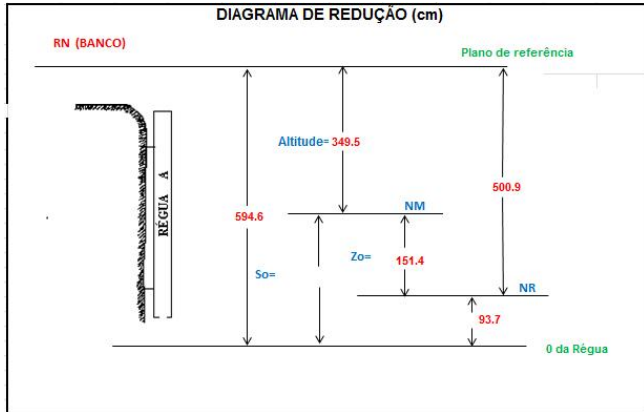 DIAGRAMA DE REDUÇÃO (cm)
RN (BANCO)
Plano de referência
Altitude= 349.5
500.9
RÉGUA A
NM
594.6
Zo=
151.4
So=
NR
93.7
0 da Régua